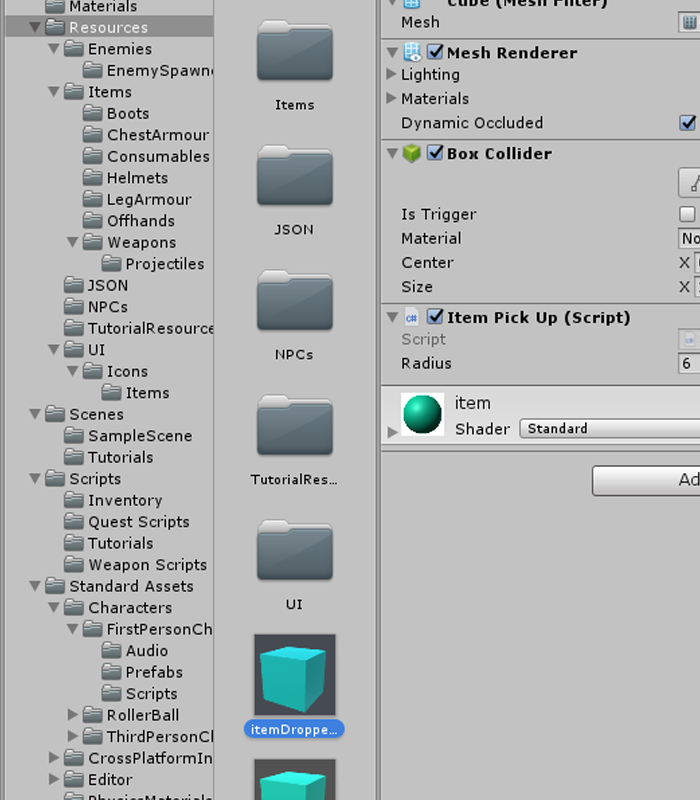 Materials
Resources
Enemies
EnemySpawn
Items
Boots
ChestArmour
Consumables
Helmets
LegArmour
Offhands
Weapons
Projectiles
JSON
NPCs
TutorialResource
UI
Icons
Items
Scenes
SampleScene
Tutorials
Scripts
Inventory
Quest Scripts
Tutorials
Weapon Scripts
Standard Assets
Characters
FirstPersonCh
Audio
Prefabs
Scripts
RollerBall
ThirdPersonCl
CrossPlatformIn
Editor
PhysicsMaterials
Items
JSON
NPCs
TutorialRes...
UI
itemDroppe...
Cube (Mesh Filter)
Mesh
Mesh Renderer
Lighting
Materials
Dynamic Occluded
Box Collider
Is Trigger
Material No
Center X
Size X
c#
Item Pick Up (Script)
Script
Radius 6
item
Shader Standard
Ad